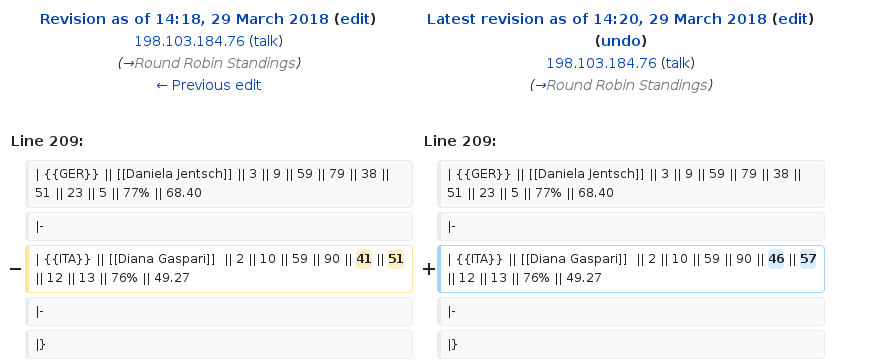 Revision as of 14:18, 29 March 2018 (edit)
198.103.184.76 (talk)
(→Round Robin Standings)
← Previous edit
Latest revision as of 14:20, 29 March 2018 (edit)
(undo)
198.103.184.76 (talk)
(→Round Robin Standings)
Line 209:
Line 209:
| {{GER}} || [[Daniela Jentsch]] || 3 || 9 || 59 || 79 || 38 ||
51 || 23 || 5 || 77% || 68.40
| {{GER}} || [[Daniela Jentsch]] || 3 || 9 || 59 || 79 || 38 ||
51 || 23 || 5 || 77% || 68.40
|-
|-
− | {{ITA}} || [[Diana Gaspari]]  || 2 || 10 || 59 || 90 || 41 || 51
|| 12 || 13 || 76% || 49.27
+ | {{ITA}} || [[Diana Gaspari]]  || 2 || 10 || 59 || 90 || 46 || 57
|| 12 || 13 || 76% || 49.27
|-
|-
|}
|}